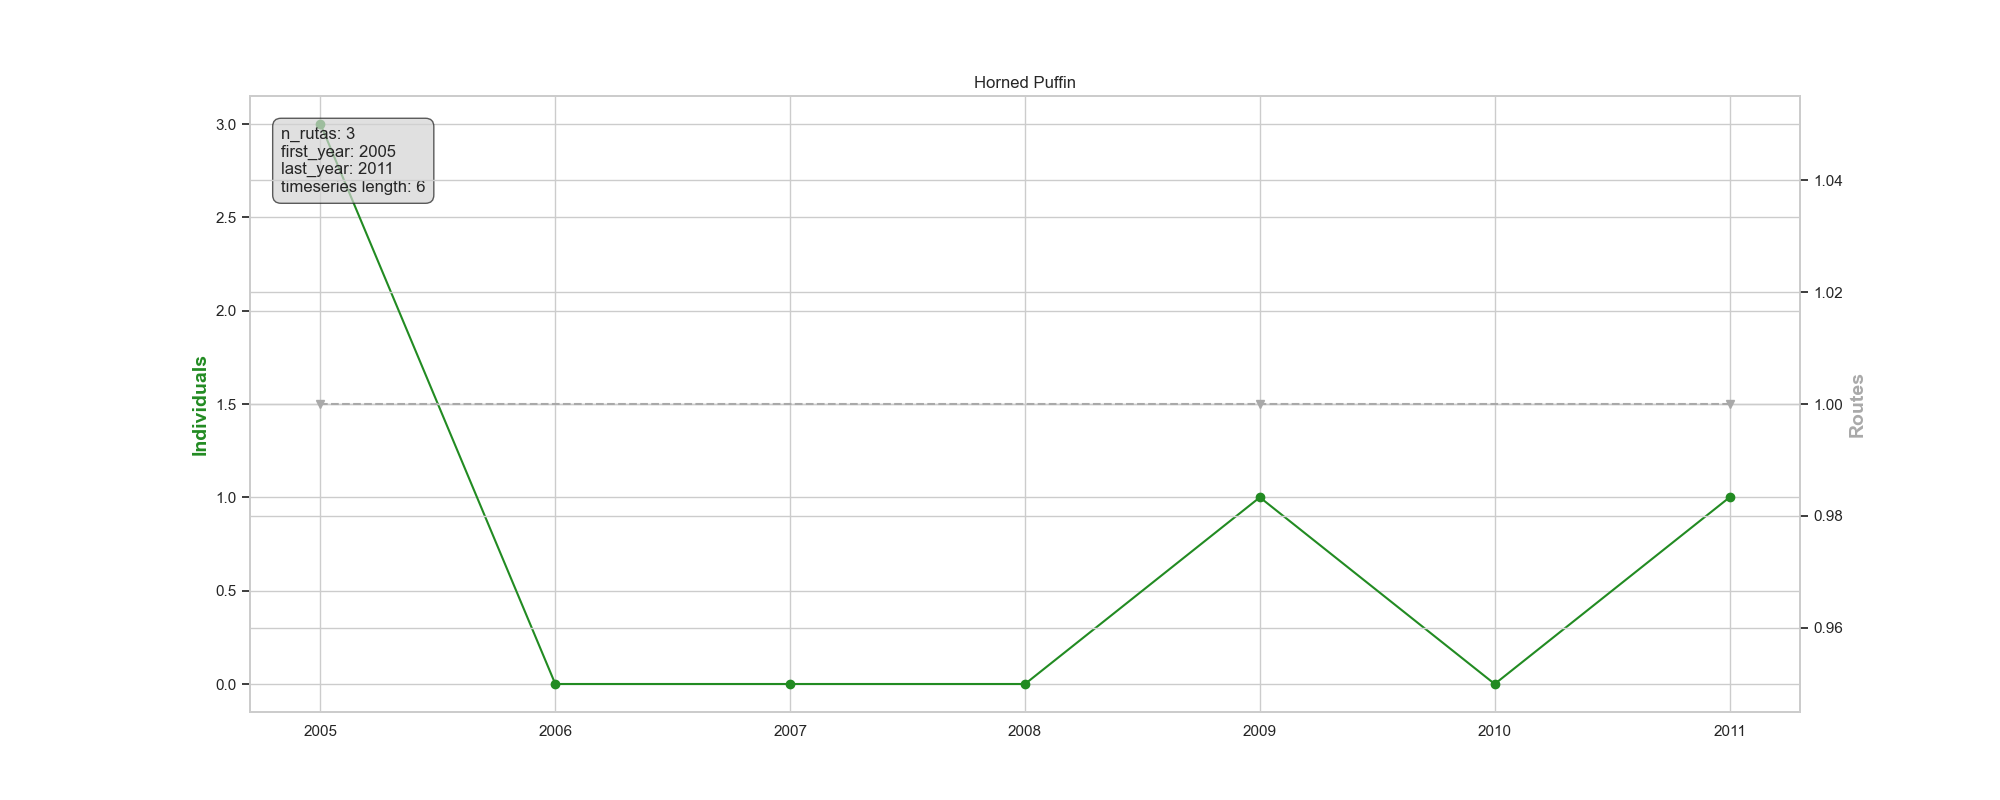 Horned Puffin
n_rutas: 3
first_year: 2005
last_year: 2011
timeseries length: 6
Individuals
3.0
2.5
2.0
1.5
1.0
0.5
0.0
1.04
1.02
1.00
0.98
0.96
Routes
2005 2006 2007 2008 2009 2010 2011